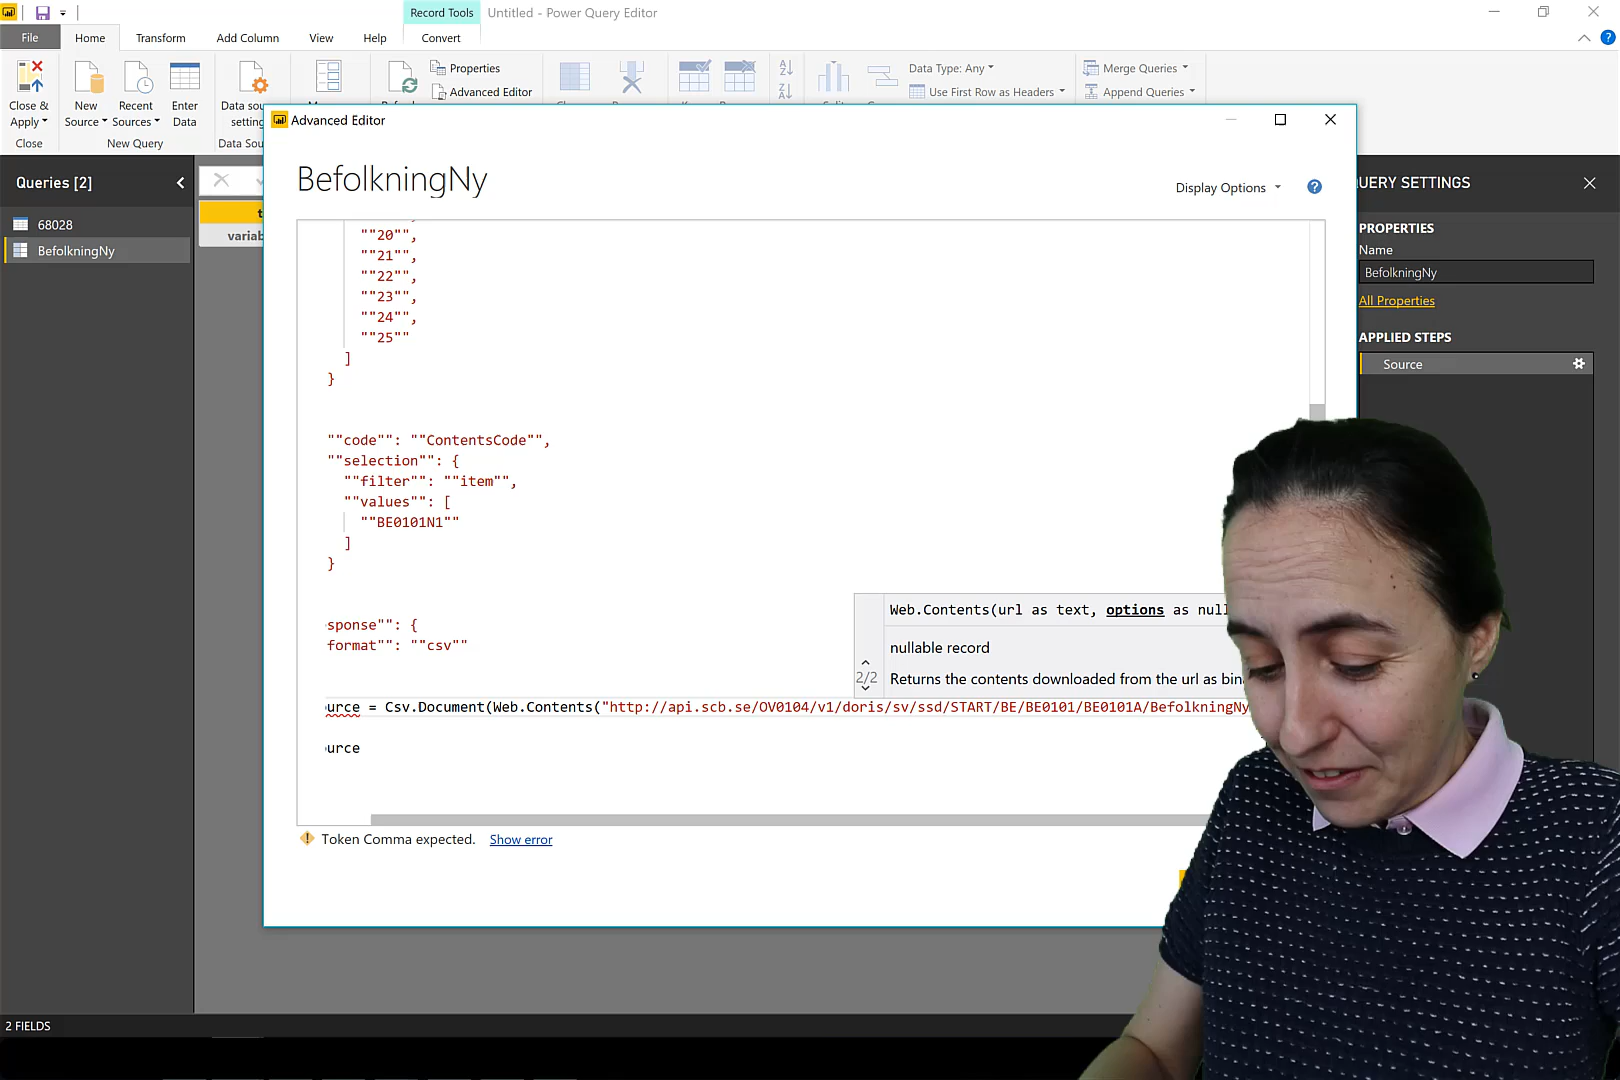 Record Tools
Untitled - Power Query Editor
File
Home
Transform
Add Column
View
Help
Convert
Close &
Apply
New
Source
Recent
Sources
Enter
Data
Properties
Advanced Editor
Data Type: Any
Use First Row as Headers
Merge Queries
Append Queries
Close
New Query
Advanced Editor
Queries [2]
68028
BefolkningNy
BefolkningNy
Display Options
""20"",
""21"",
""22"",
""23"",
""24"",
""25""
]
}
""code"": ""ContentsCode"",
""selection"": {
""filter"": ""item"",
""values"": [
""BE0101N1""
]
}
sponse"": {
format"": ""csv""
Web.Contents(url as text, options as null
nullable record
2/2
Returns the contents downloaded from the url as bin
urce = Csv.Document(Web.Contents("http://api.scb.se/OV0104/v1/doris/sv/ssd/START/BE/BE0101/BE0101A/BefolkningNy
urce
Token Comma expected. Show error
UERY SETTINGS
PROPERTIES
Name
BefolkningNy
All Properties
APPLIED STEPS
Source
2 FIELDS